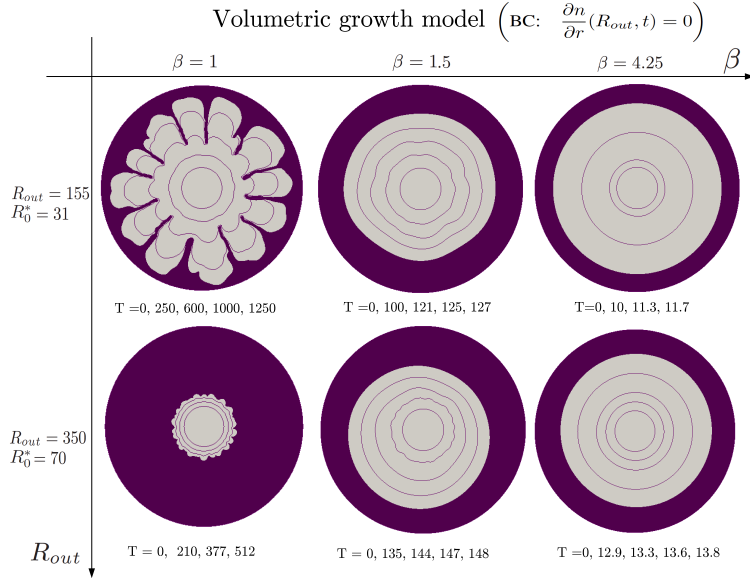 Volumetric growth model (BC: ∂n/∂r (R_out, t) = 0)
β = 1 β = 1.5 β = 4.25 β
R_out = 155
R_0^* = 31
T =0, 250, 600, 1000, 1250 T =0, 100, 121, 125, 127 T=0, 10, 11.3, 11.7
R_out = 350
R_0^* = 70
R_out
T = 0, 210, 377, 512 T = 0, 135, 144, 147, 148 T =0, 12.9, 13.3, 13.6, 13.8